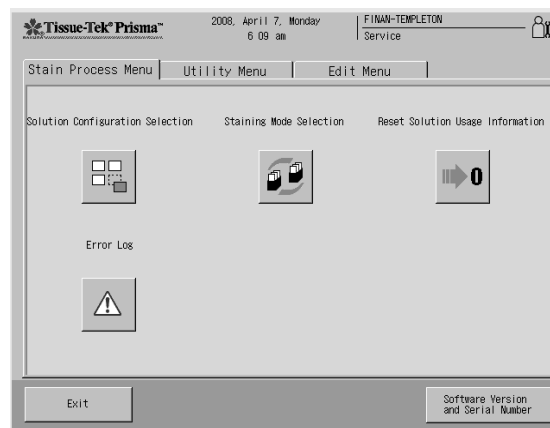 Tissue-Tek® Prisma™
2008, April 7, Monday
6 09 am
FINAN-TEMPLETON
Service
Stain Process Menu
Utility Menu
Edit Menu
Solution Configuration Selection
Staining Mode Selection
Reset Solution Usage Information
0
Error Log
Exit
Software Version
and Serial Number